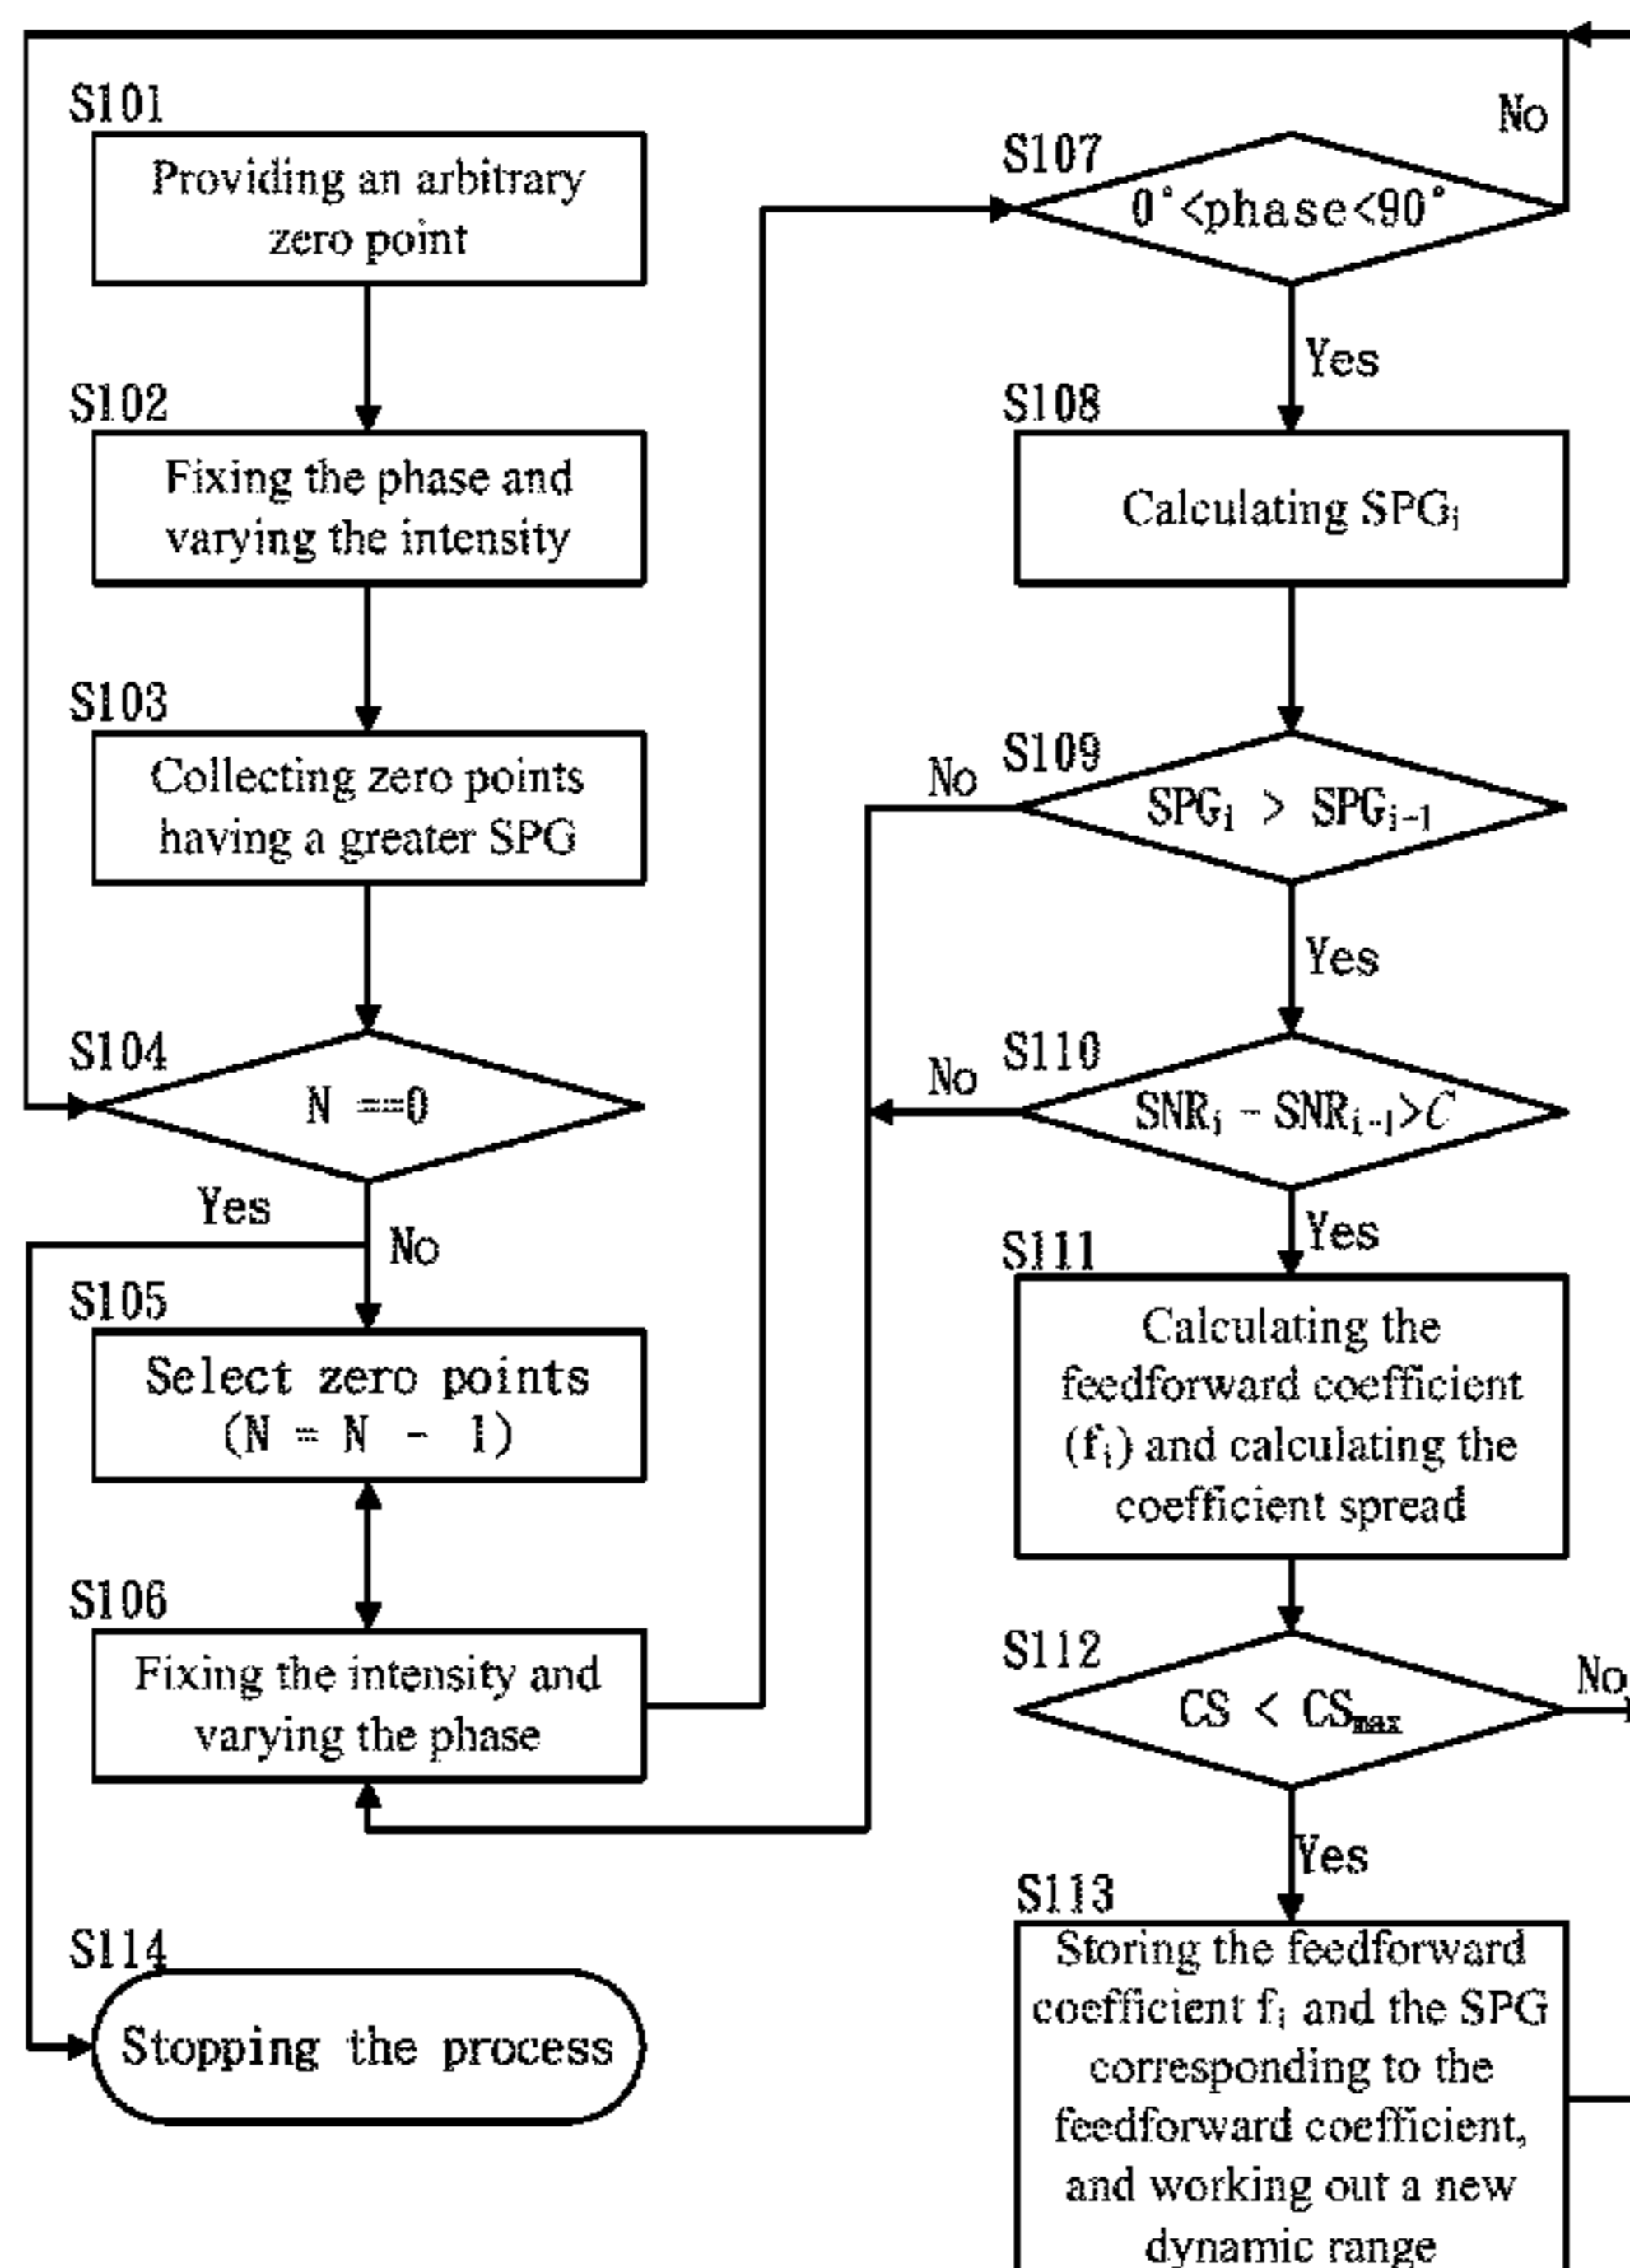 S101
Providing an arbitrary
zero point
S102
Fixing the phase and
varying the intensity
S103
Collecting zero points
having a greater SPG
S104
N ==0
Yes
No
S105
Select zero points
(N = N - 1)
S106
Fixing the intensity and
varying the phase
S114
Stopping the process
S107
No
0°<phase<90°
Yes
S108
Calculating SPGᵢ
S109
No
SPGᵢ > SPGᵢ₋₁
Yes
S110
No
SNRᵢ - SNRᵢ₋₁>C
Yes
S111
Calculating the
feedforward coefficient
(fᵢ) and calculating the
coefficient spread
S112
No
CS < CSmax
Yes
S113
Storing the feedforward
coefficient fᵢ and the SPG
corresponding to the
feedforward coefficient,
and working out a new
dynamic range